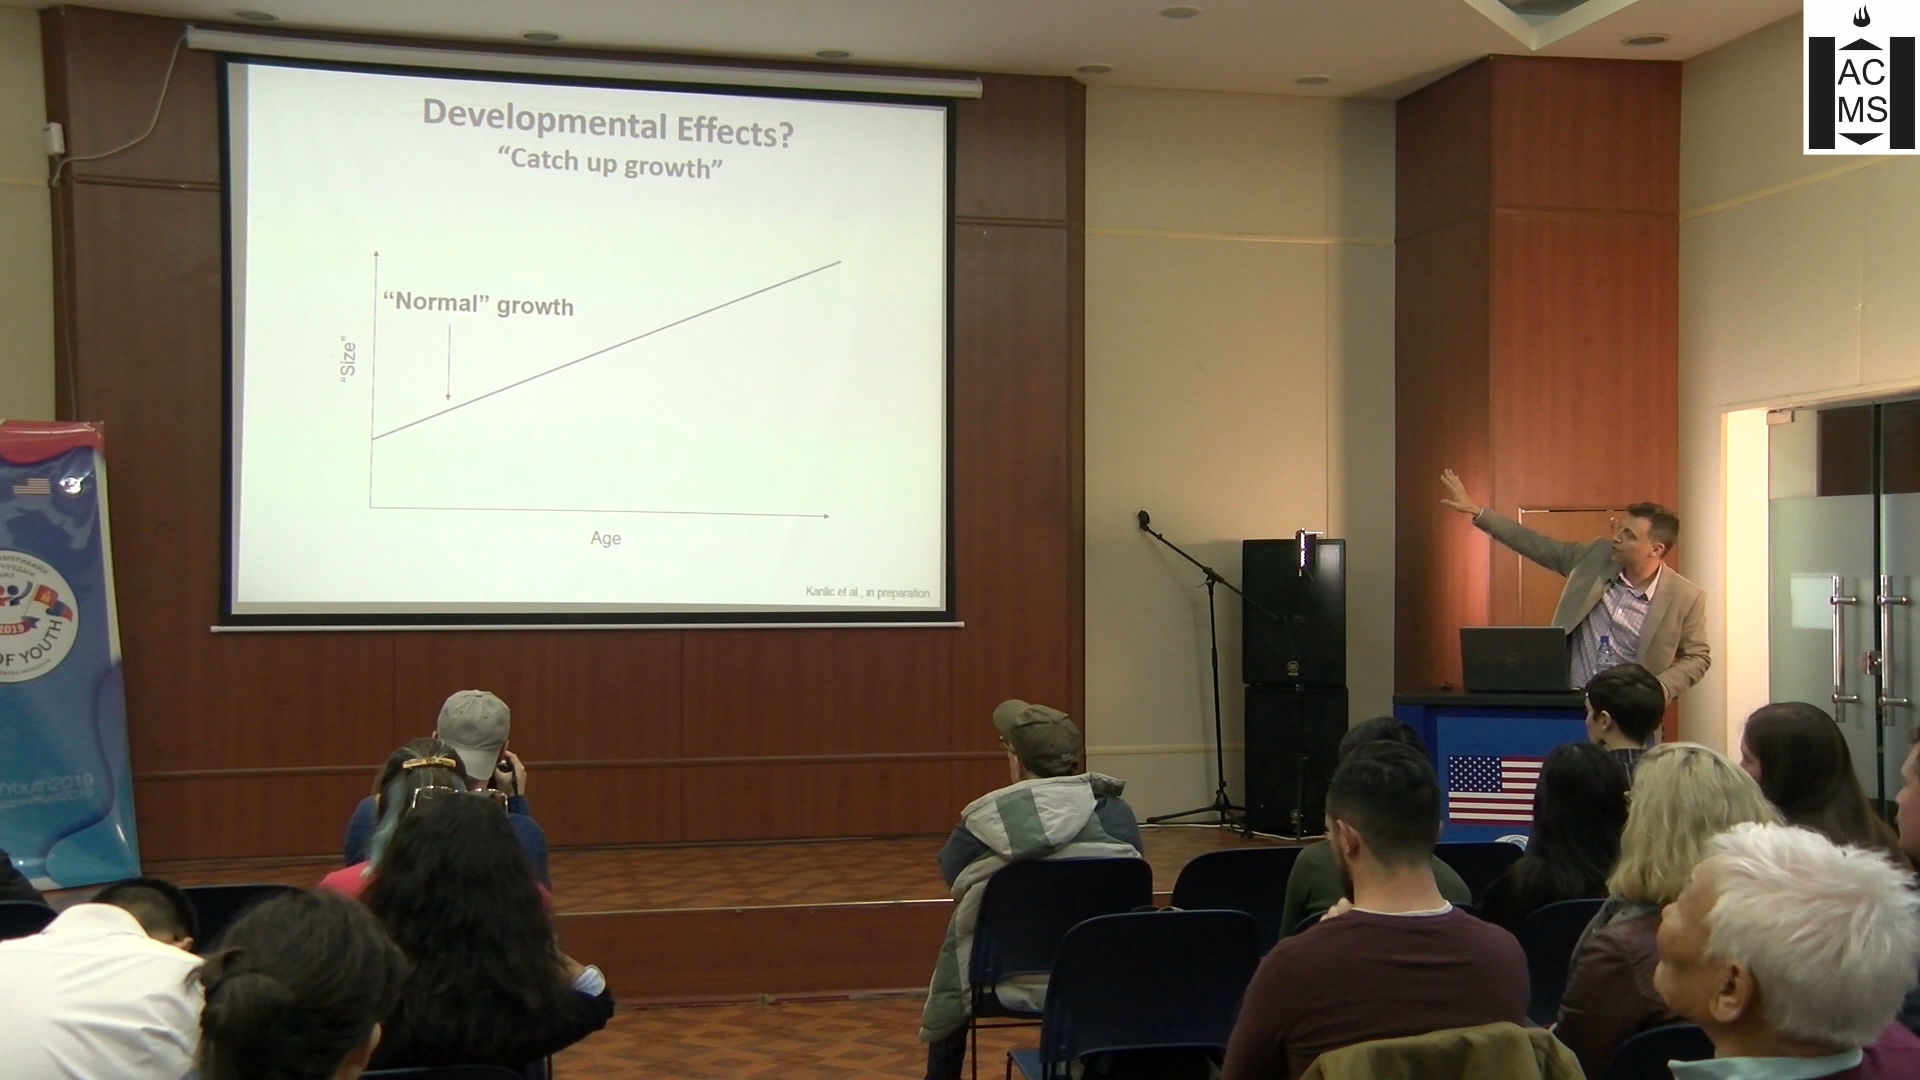 Developmental Effects?
“Catch up growth”
“Normal” growth
“Size”
Age
Kanlic et al., in preparation
AC
MS
2019
OF YOUTH
Youth2019